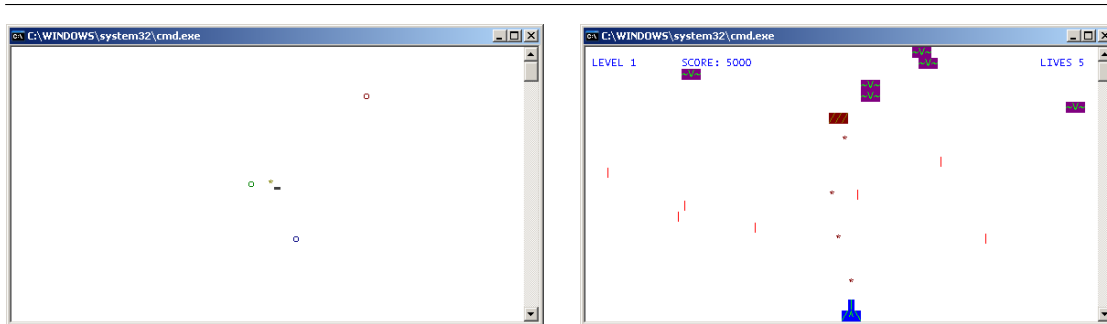 C:\WINDOWS\system32\cmd.exe
C:\WINDOWS\system32\cmd.exe
LEVEL 1 SCORE: 5000 LIVES 5
~V~
~V~
~V~
~V~
~V~
~V~
///